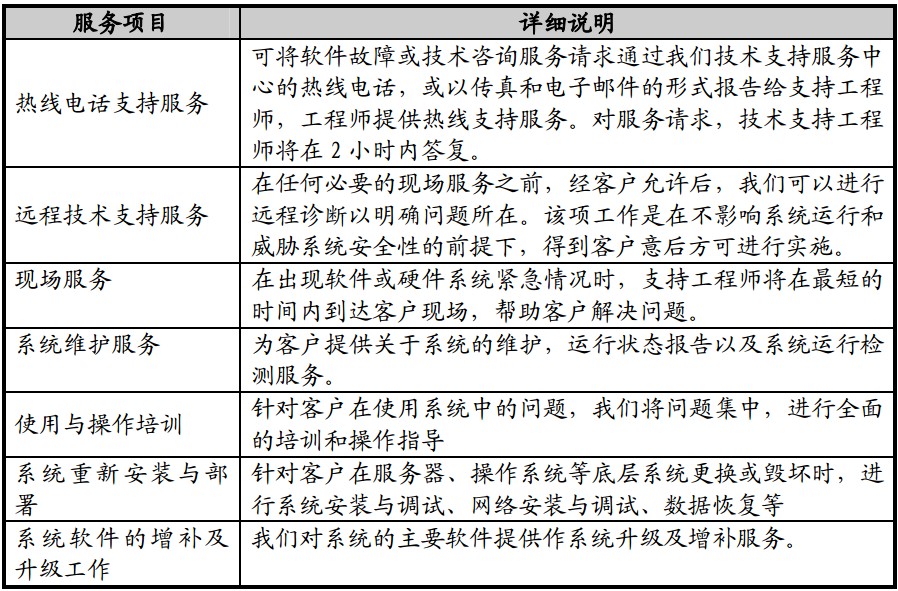 服务项目
详细说明
热线电话支持服务
可将软件故障或技术咨询服务请求通过我们技术支持服务中
心的热线电话，或以传真和电子邮件的形式报告给支持工程
师，工程师提供热线支持服务。对服务请求，技术支持工程
师将在 2 小时内答复。
远程技术支持服务
在任何必要的现场服务之前，经客户允许后，我们可以进行
远程诊断以明确问题所在。该项工作是在不影响系统运行和
威胁系统安全性的前提下，得到客户意后方可进行实施。
现场服务
在出现软件或硬件系统紧急情况时，支持工程师将在最短的
时间内到达客户现场，帮助客户解决问题。
系统维护服务
为客户提供关于系统的维护，运行状态报告以及系统运行检
测服务。
使用与操作培训
针对客户在使用系统中的问题，我们将问题集中，进行全面
的培训和操作指导
系统重新安装与部
署
针对客户在服务器、操作系统等底层系统更换或毁坏时，进
行系统安装与调试、网络安装与调试、数据恢复等
系统软件的增补及
升级工作
我们对系统的主要软件提供作系统升级及增补服务。